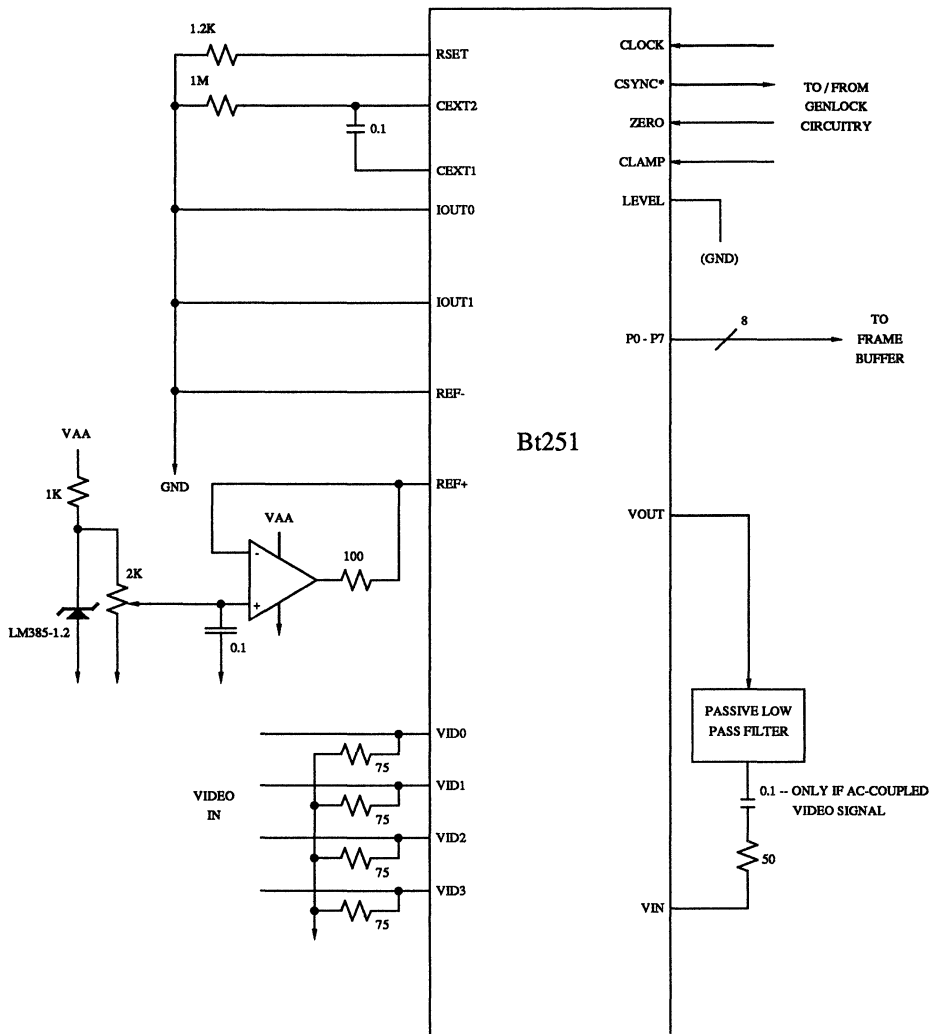 1.2K
RSET
1M
CEXT2
0.1
CEXT1
IOUT0
IOUT1
REF-
GND
VAA
1K
2K
LM385-1.2
REF+
VAA
-
+
100
0.1
VIDEO
IN
VID0
75
VID1
75
VID2
75
VID3
75
Bt251
CLOCK
CSYNC*
ZERO
CLAMP
TO / FROM
GENLOCK
CIRCUITRY
LEVEL
(GND)
P0 - P7
8
TO
FRAME
BUFFER
VOUT
PASSIVE LOW
PASS FILTER
0.1 -- ONLY IF AC-COUPLED
VIDEO SIGNAL
50
VIN